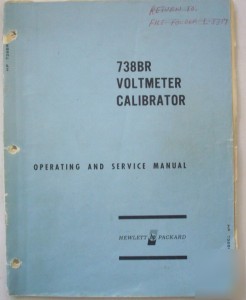 738BR
VOLTMETER
CALIBRATOR
OPERATING AND SERVICE MANUAL
HEWLETT PACKARD